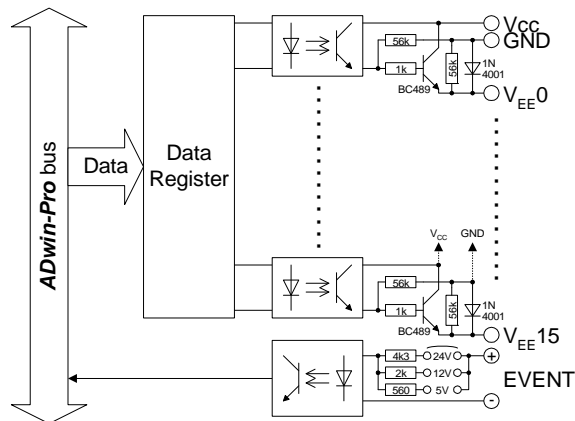 Vcc
GND
56k
1k
56k
1N
4001
BC489
VEE0
ADwin-Pro bus
Data
Data
Register
VCC
GND
56k
1k
56k
1N
4001
BC489
VEE15
4k3
24V
2k
12V
560
5V
+
EVENT
-